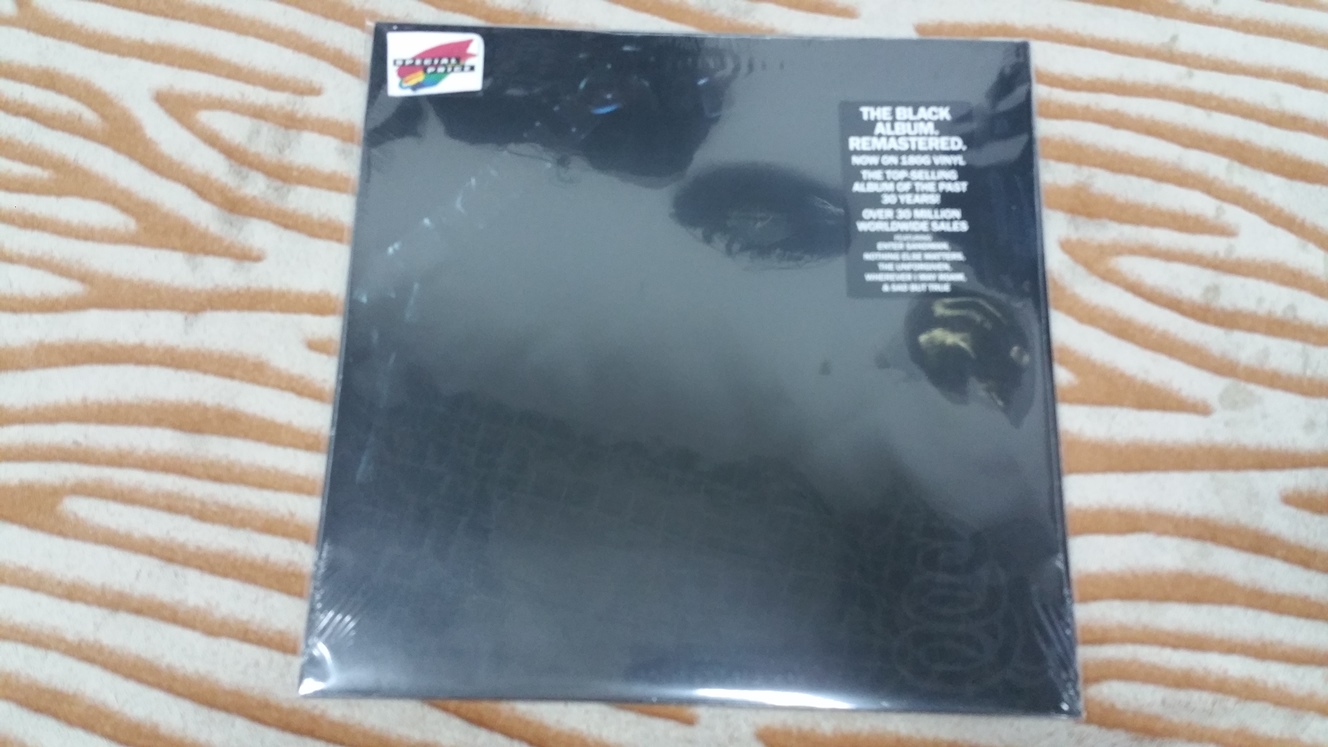 SPECIAL
PRICE
THE BLACK
ALBUM.
REMASTERED.
NOW ON 180G VINYL
THE TOP-SELLING
ALBUM OF THE PAST
30 YEARS!
OVER 30 MILLION
WORLDWIDE SALES
FEATURING
ENTER SANDMAN,
NOTHING ELSE MATTERS,
THE UNFORGIVEN,
WHEREVER I MAY ROAM,
& SAD BUT TRUE